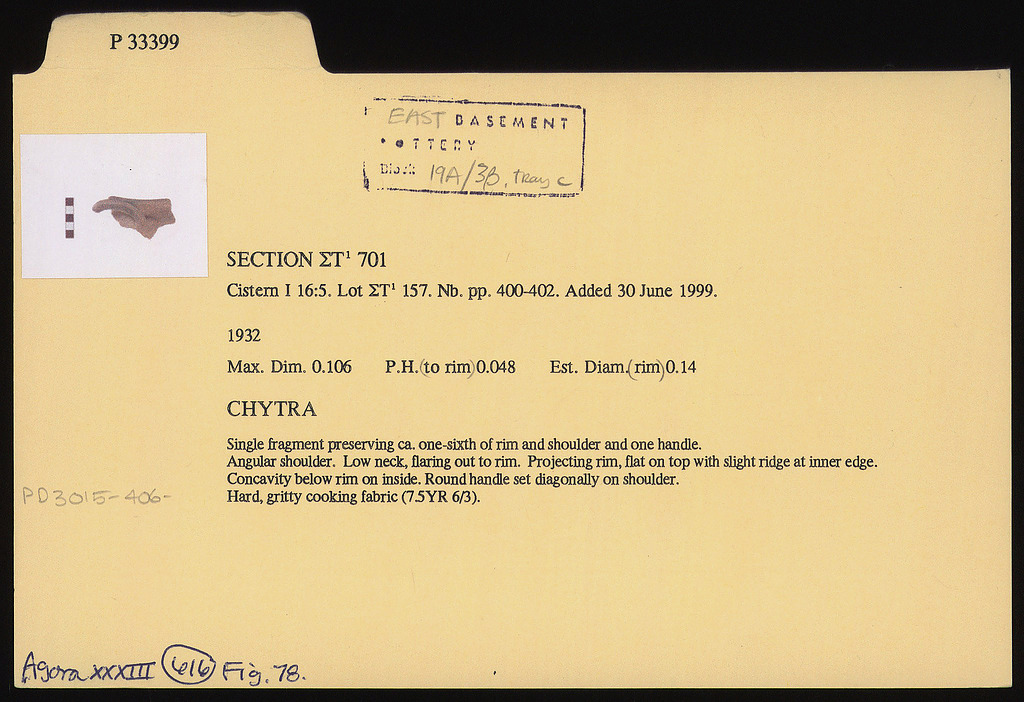 P 33399
EAST BASEMENT
POTTERY
Block 19A/3B, tray c
SECTION ΣΤ¹ 701
Cistern I 16:5. Lot ΣΤ¹ 157. Nb. pp. 400-402. Added 30 June 1999.
1932
Max. Dim. 0.106 P.H.(to rim)0.048 Est. Diam.(rim)0.14
CHYTRA
Single fragment preserving ca. one-sixth of rim and shoulder and one handle.
Angular shoulder. Low neck, flaring out to rim. Projecting rim, flat on top with slight ridge at inner edge.
Concavity below rim on inside. Round handle set diagonally on shoulder.
Hard, gritty cooking fabric (7.5YR 6/3).
PD3015-406-
Agora XXXIII 616 Fig. 78.